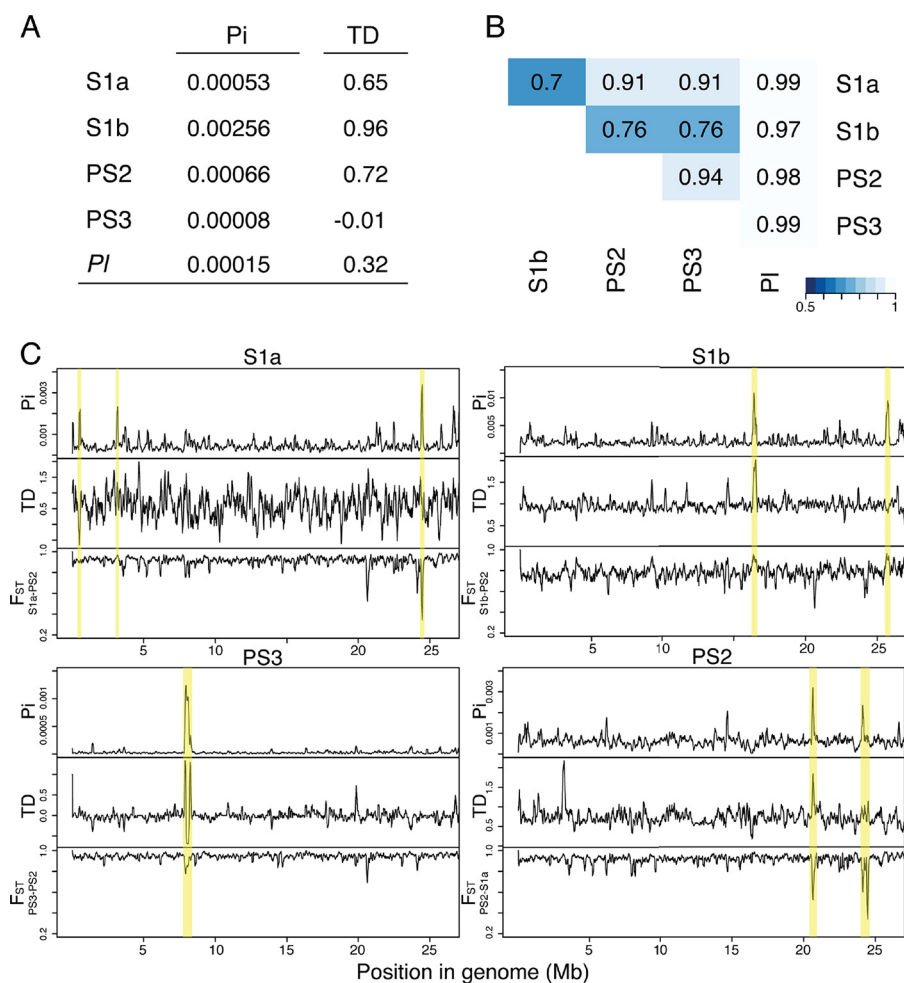 A
Pi TD
S1a 0.00053 0.65
S1b 0.00256 0.96
PS2 0.00066 0.72
PS3 0.00008 -0.01
Pl 0.00015 0.32
B
0.7 0.91 0.91 0.99 S1a
0.76 0.76 0.97 S1b
0.94 0.98 PS2
0.99 PS3
S1b PS2 PS3 Pl
0.5 1
C
S1a
Pi
0.003
0.001
TD
1.5
0.5
FST
S1a-PS2
1.0
0.2
5 10 15 20 25
S1b
Pi
0.01
0.005
TD
1.5
0.5
FST
S1b-PS2
1.0
0.2
5 10 15 20 25
PS3
Pi
0.001
0.00005
TD
0.5
0.0
FST
PS3-PS2
1.0
0.2
5 10 15 20 25
PS2
Pi
0.003
0.001
TD
1.5
0.5
FST
PS2-S1a
1.0
0.2
5 10 15 20 25
Position in genome (Mb)